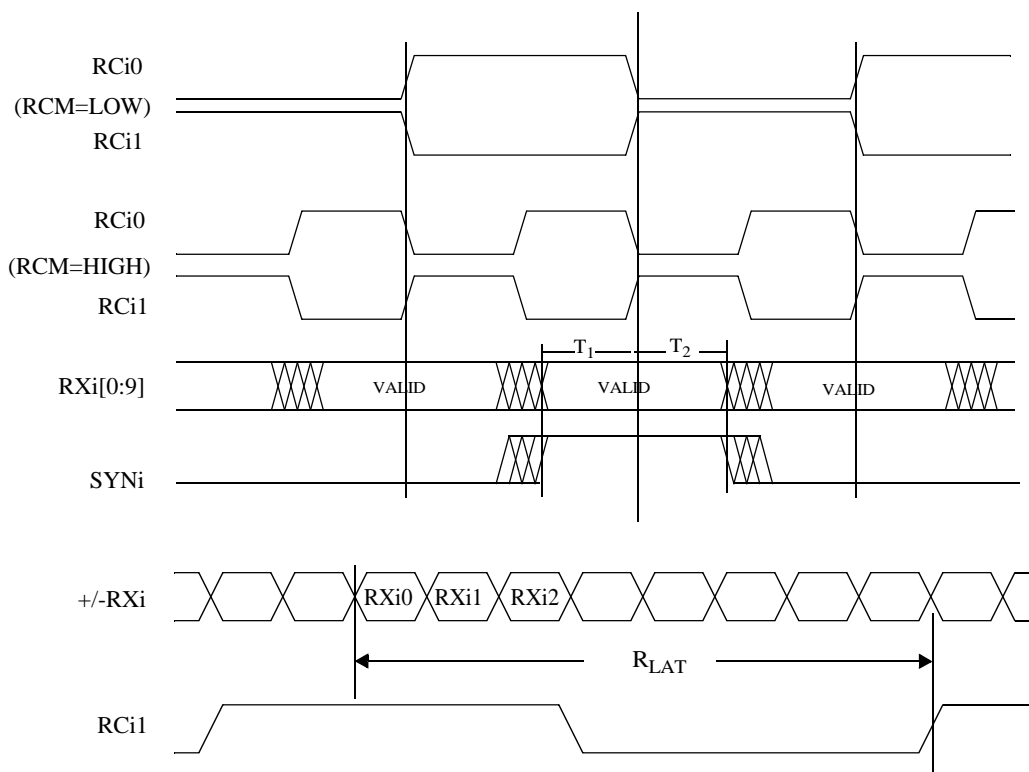 RCi0
(RCM=LOW)
RCi1
RCi0
(RCM=HIGH)
RCi1
T1 T2
RXi[0:9] VALID VALID VALID
SYNi
+/-RXi RXi0 RXi1 RXi2
RLAT
RCi1